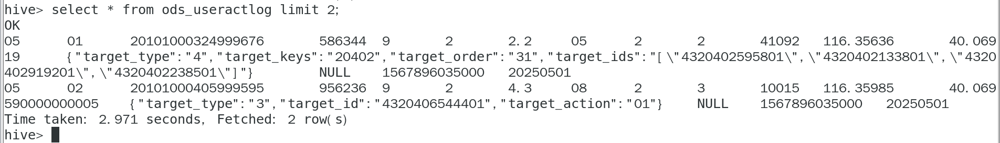 hive> select * from ods_useractlog limit 2;
OK
05 01 20101000324999676 586344 9 2 2.2 05 2 2 41092 116.35636 40.069
19 {"target_type":"4","target_keys":"20402","target_order":"31","target_ids":"[\"4320402595801\",\"4320402133801\",\"4320
402919201\",\"4320402238501\"]"} NULL 1567896035000 20250501
05 02 20101000405999595 956236 9 2 4.3 08 2 3 10015 116.35985 40.069
590000000005 {"target_type":"3","target_id":"4320406544401","target_action":"01"} NULL 1567896035000 20250501
Time taken: 2.971 seconds, Fetched: 2 row(s)
hive>